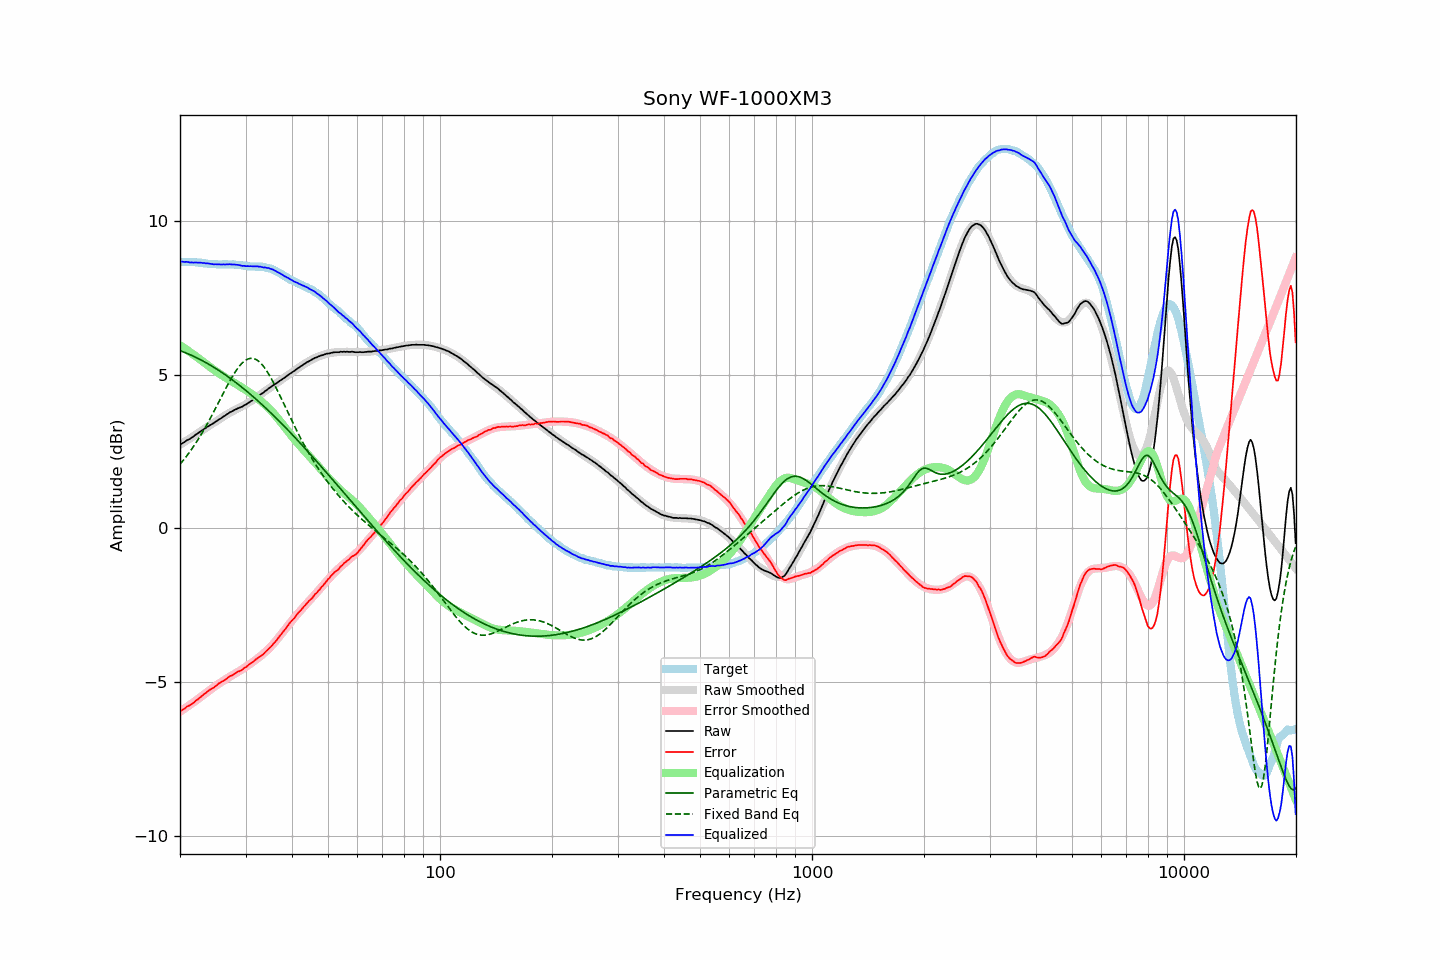 Sony WF-1000XM3
Amplitude (dBr)
10
5
0
−5
−10
Target
Raw Smoothed
Error Smoothed
Raw
Error
Equalization
Parametric Eq
Fixed Band Eq
Equalized
100
1000
10000
Frequency (Hz)